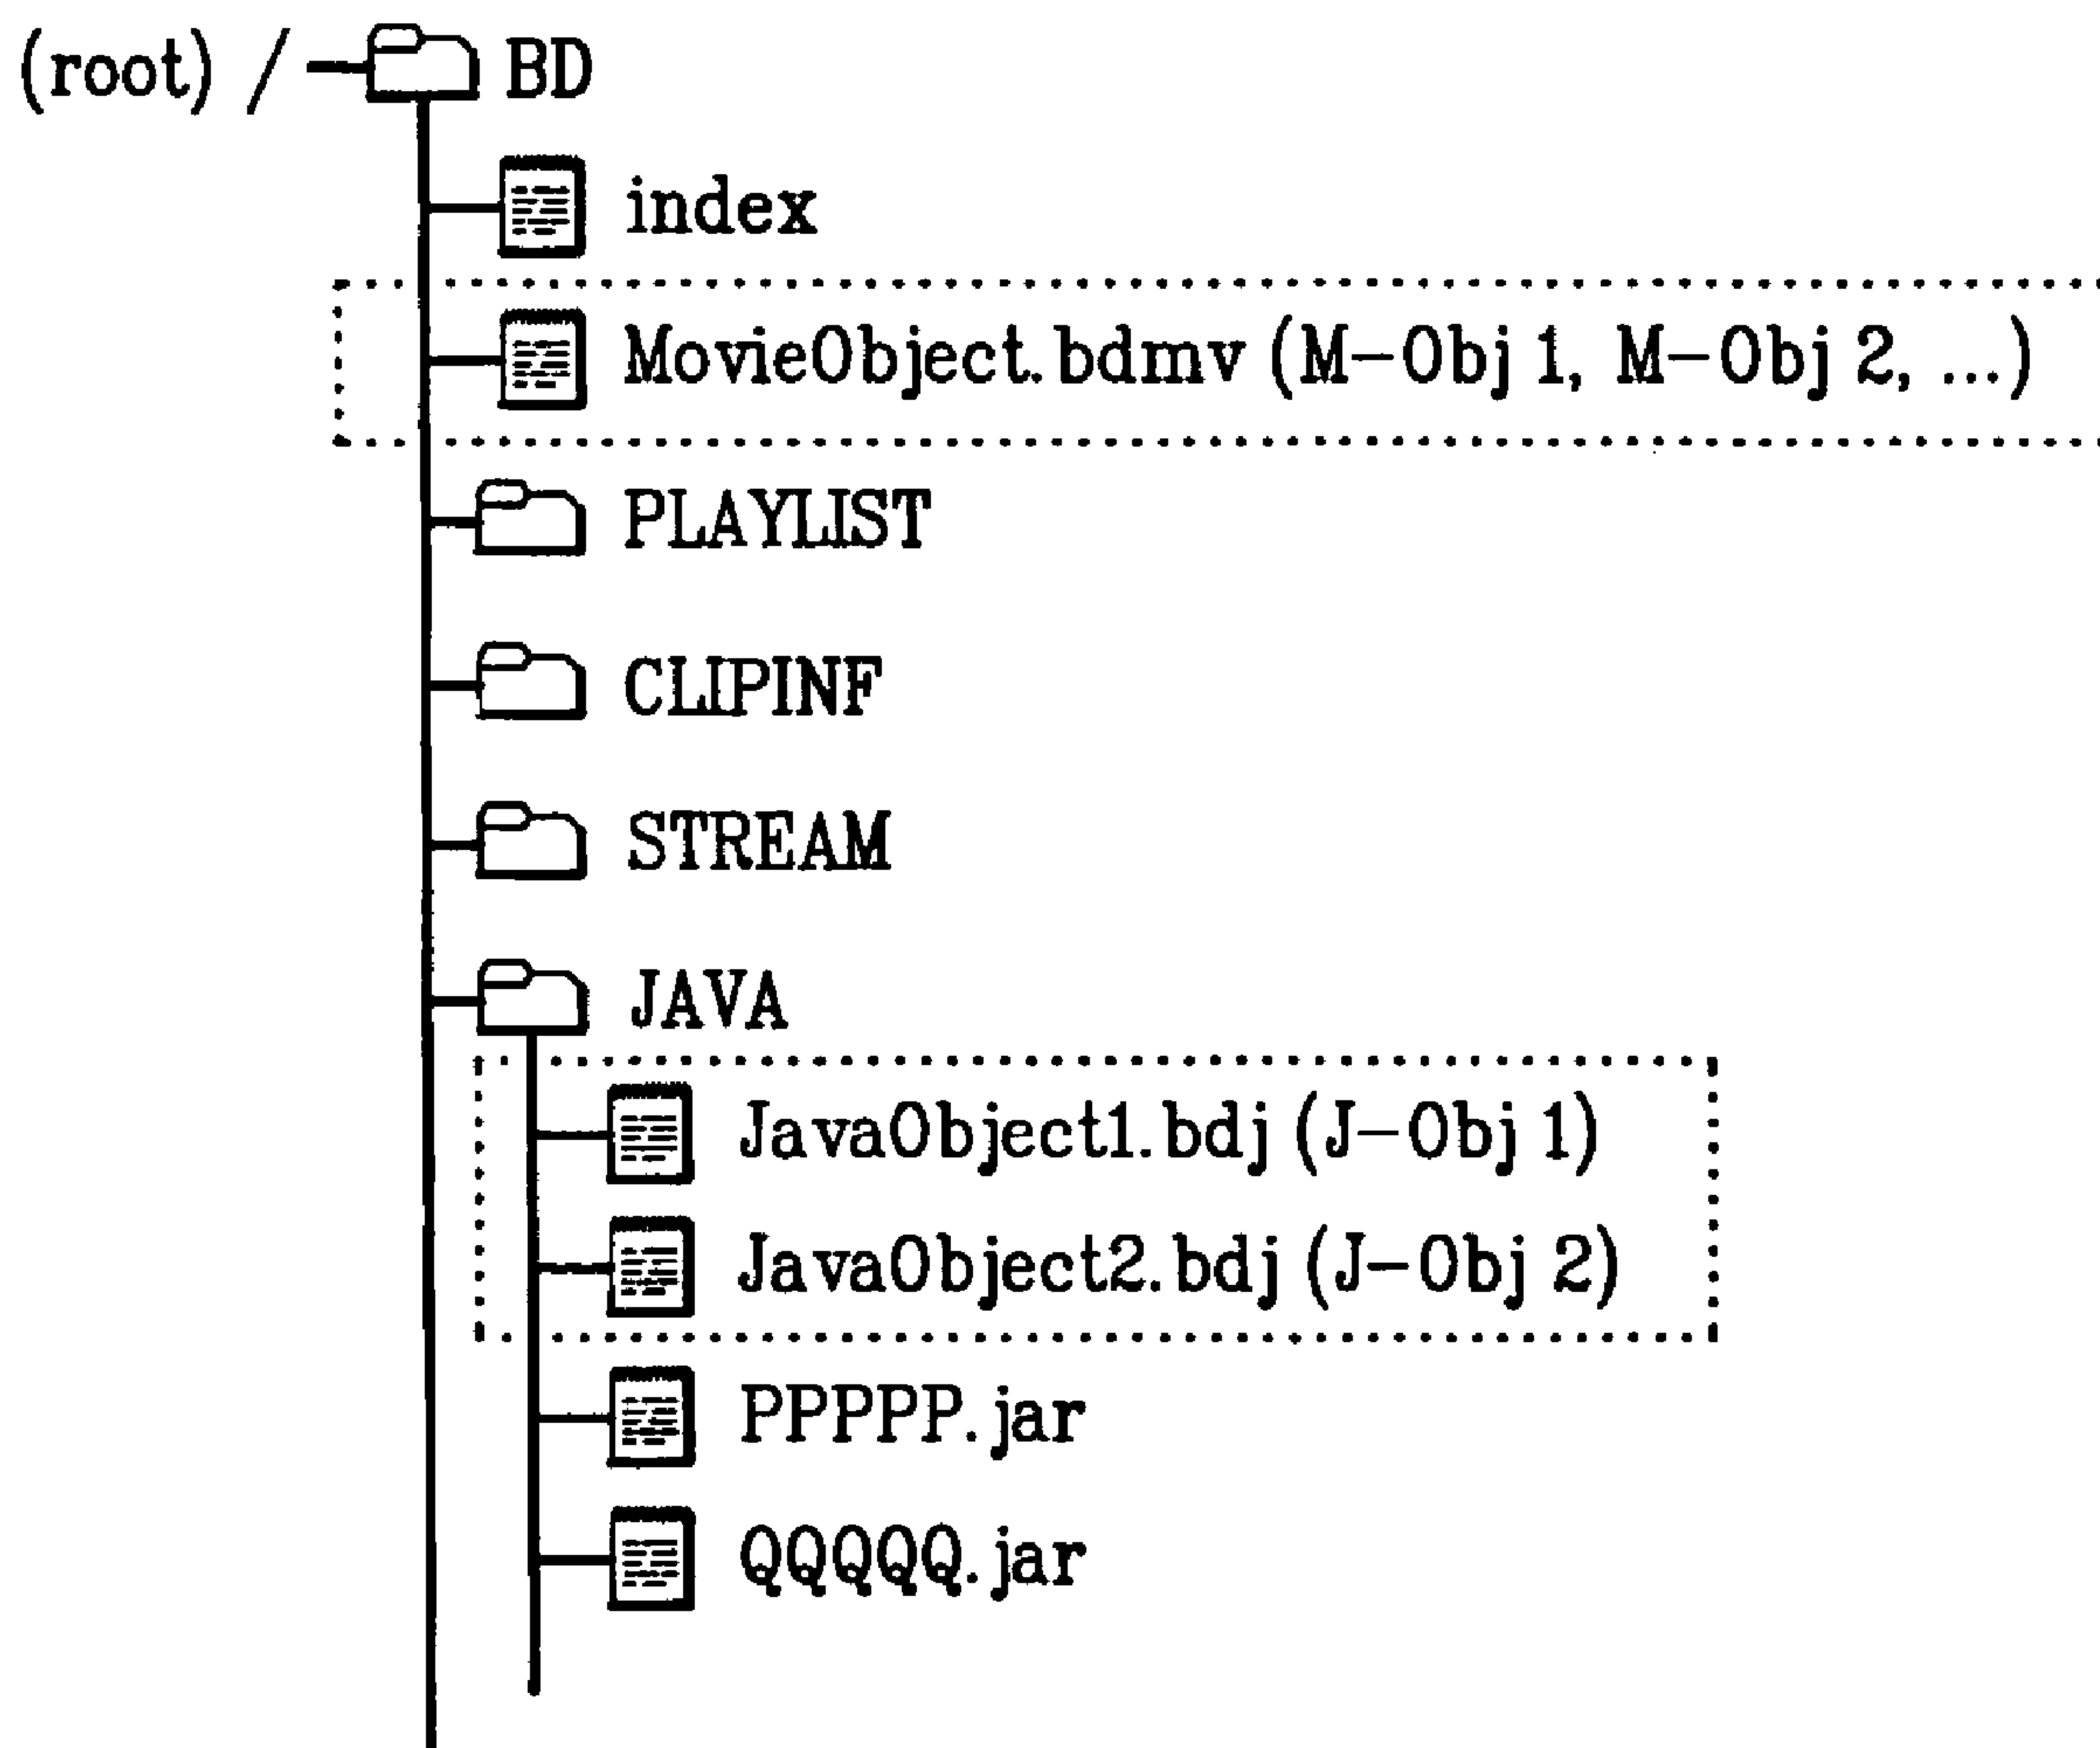 (root) / BD
index
MovieObject.bdmv (M-Obj 1, M-Obj 2, ...)
PLAYLIST
CLIPINF
STREAM
JAVA
JavaObject1.bdj (J-Obj 1)
JavaObject2.bdj (J-Obj 2)
PPPPP.jar
QQQQQ.jar